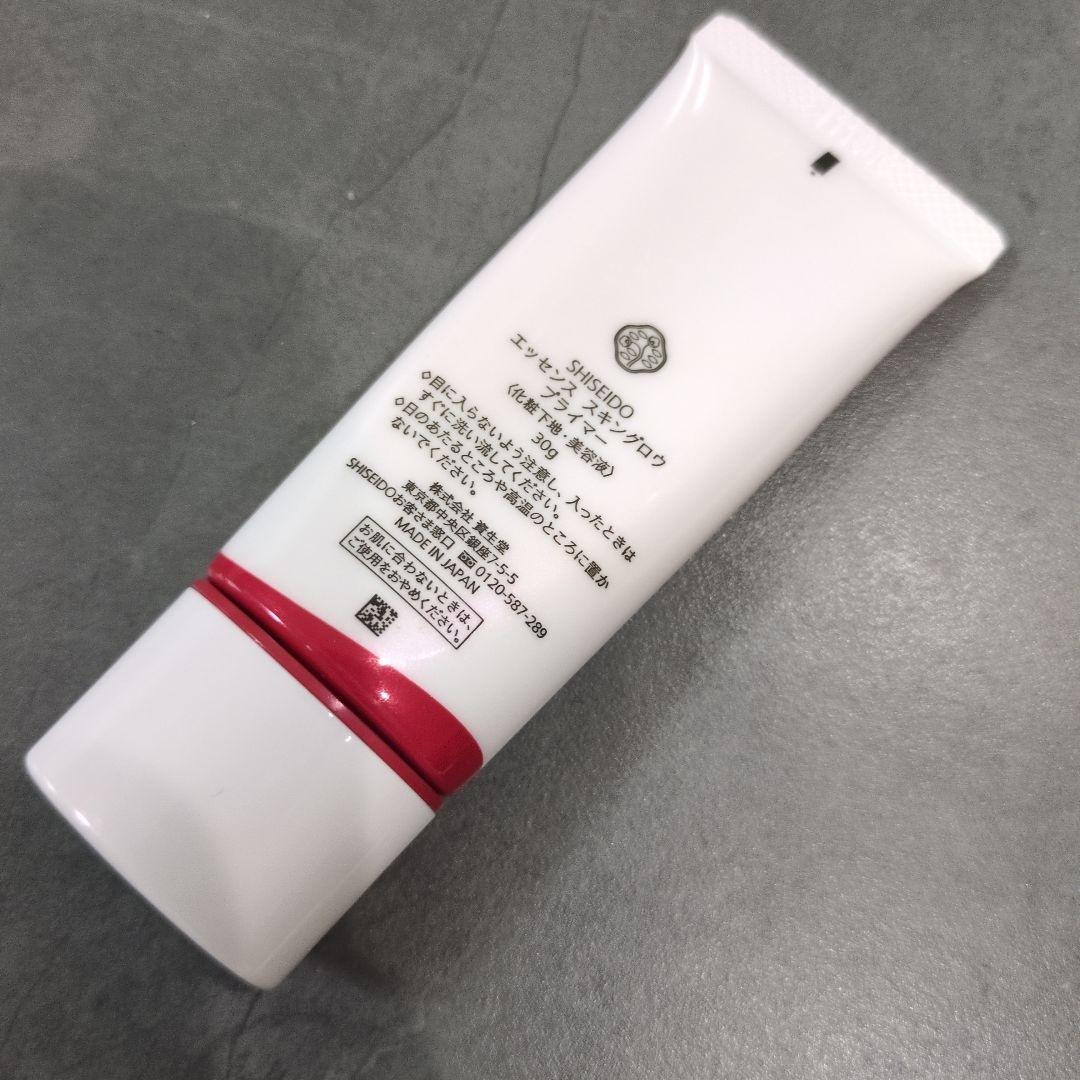 SHISEIDO
エッセンス スキングロウ
プライマー
〈化粧下地・美容液〉
30g
◇目に入らないよう注意し、入ったときは
すぐに洗い流してください。
◇日のあたるところや高温のところに置か
ないでください。
株式会社 資生堂
東京都中央区銀座7-5-5
SHISEIDOお客さま窓口 0120-587-289
MADE IN JAPAN
お肌に合わないときは、
ご使用をおやめください。